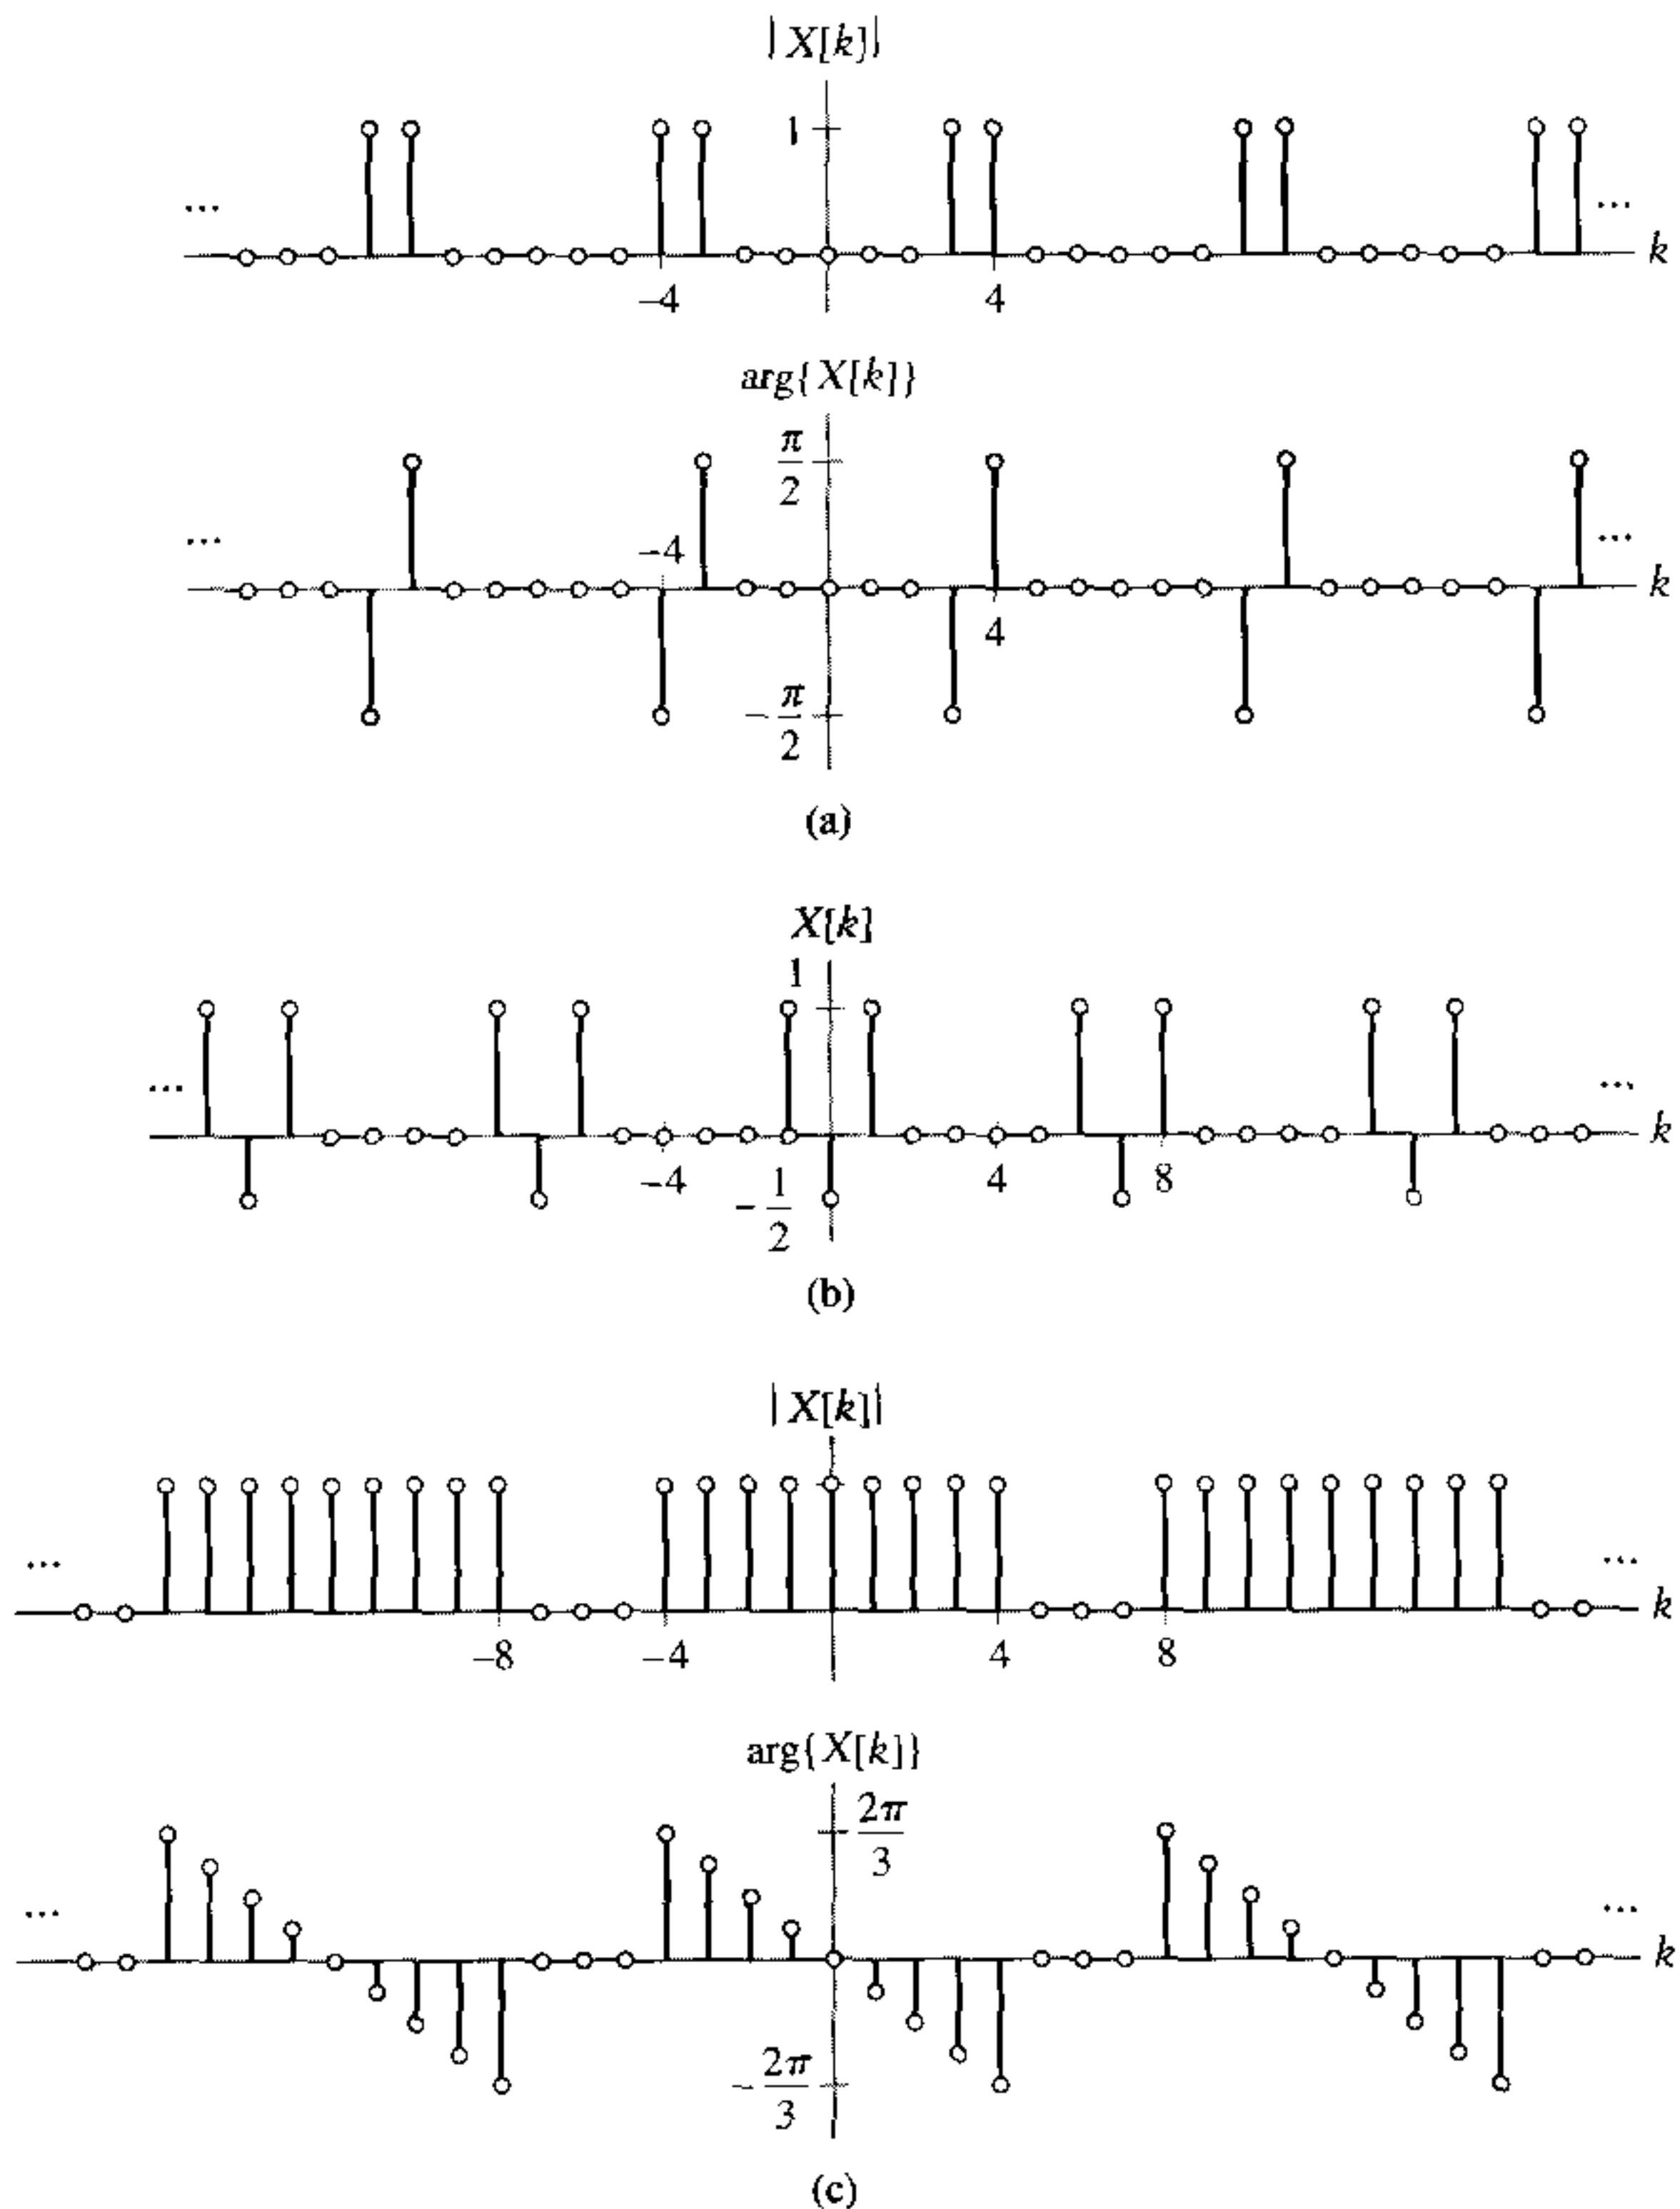 |X[k]|
1
... ...
k
-4 4
arg{X[k]}
π/2
... -4 ...
k
4
-π/2
(a)
X[k]
1
... ...
k
-4 -1/2 4 8
(b)
|X[k]|
... ...
k
-8 -4 4 8
arg{X[k]}
2π/3
... ...
k
-2π/3
(c)